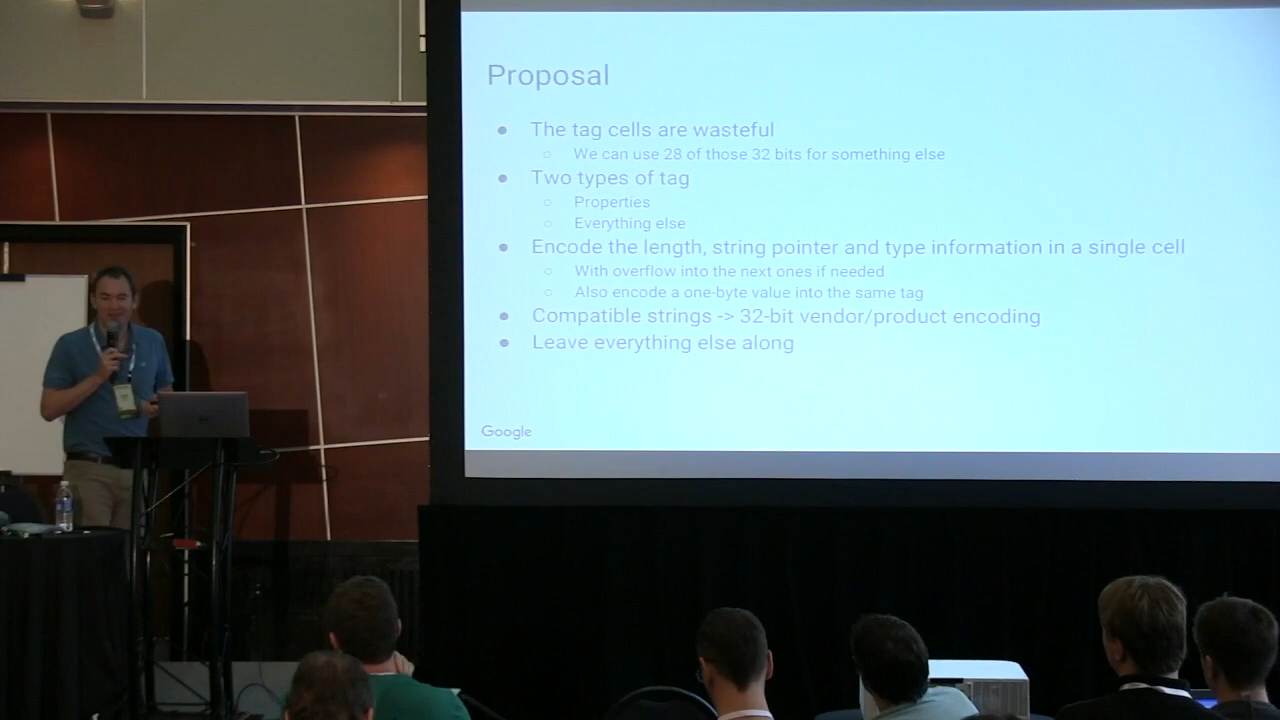 Proposal
● The tag cells are wasteful
○ We can use 28 of those 32 bits for something else
● Two types of tag
○ Properties
○ Everything else
● Encode the length, string pointer and type information in a single cell
○ With overflow into the next ones if needed
○ Also encode a one-byte value into the same tag
● Compatible strings -> 32-bit vendor/product encoding
● Leave everything else along
Google